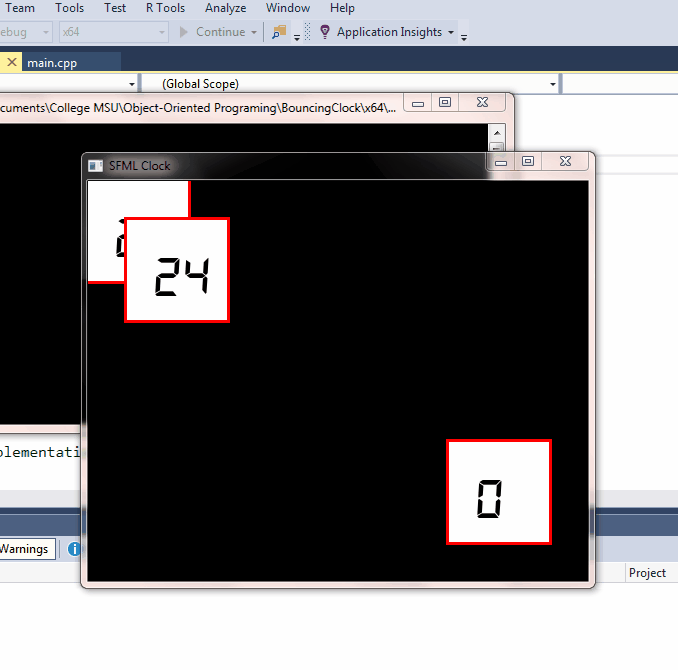 Team Tools Test R Tools Analyze Window Help
ebug x64 Continue Application Insights
main.cpp
(Global Scope)
cuments\College MSU\Object-Oriented Programing\BouncingClock\x64\...
SFML Clock
24
0
plementati
Warnings
Project